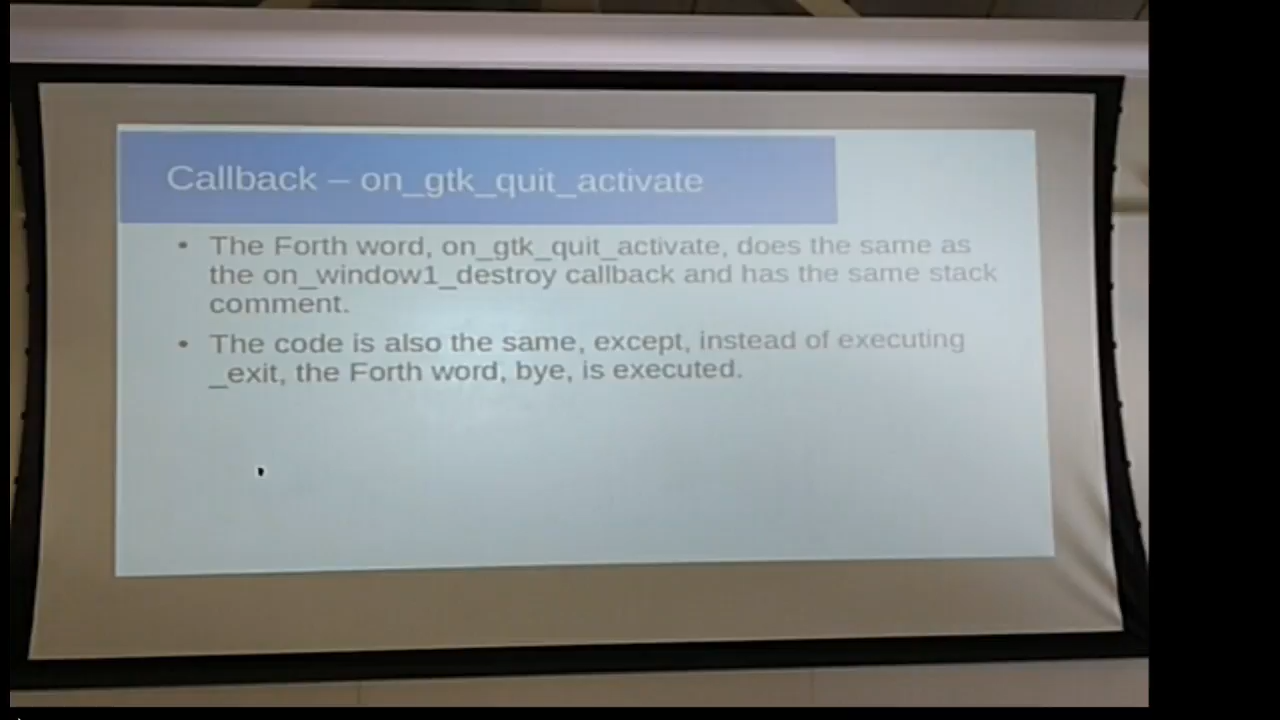 Callback – on_gtk_quit_activate
• The Forth word, on_gtk_quit_activate, does the same as
the on_window1_destroy callback and has the same stack
comment.
• The code is also the same, except, instead of executing
_exit, the Forth word, bye, is executed.